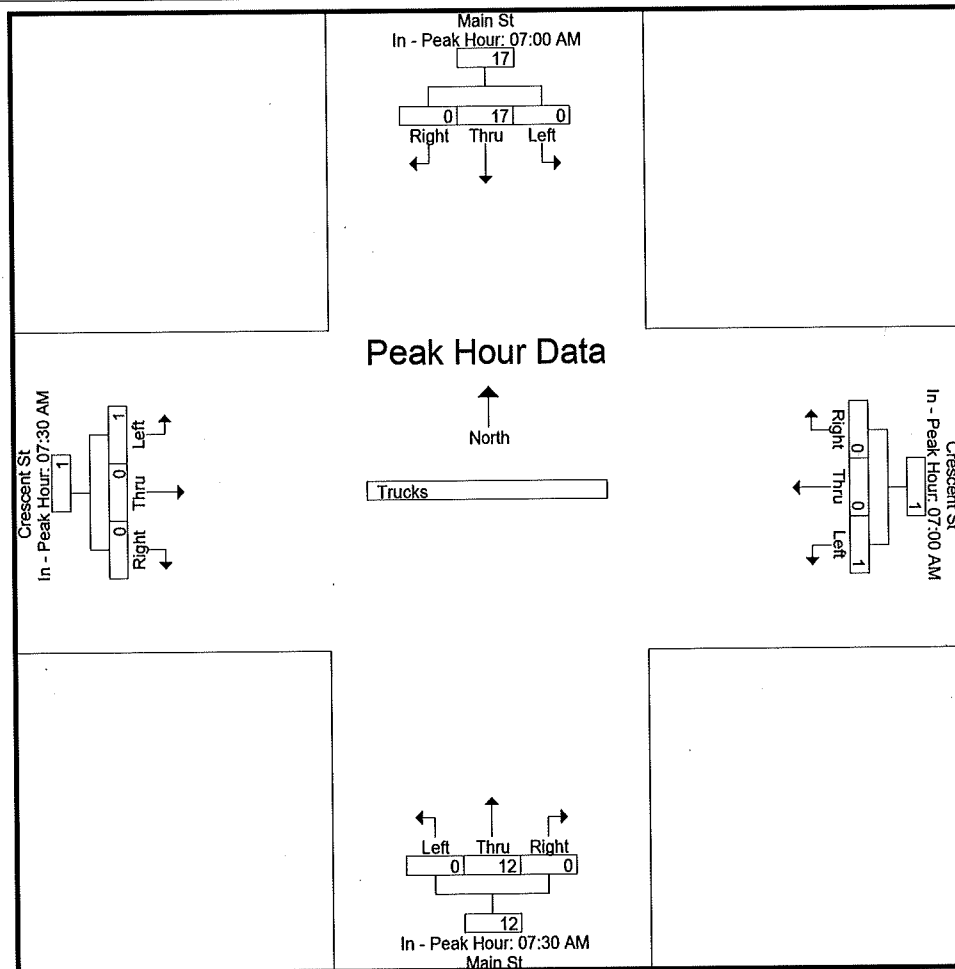 Main St
In - Peak Hour: 07:00 AM
17
0 17 0
Right Thru Left
Peak Hour Data
North
Trucks
Crescent St
In - Peak Hour: 07:30 AM
1
1 0 0
Left Thru Right
Crescent St
In - Peak Hour: 07:00 AM
1
0 0 1
Right Thru Left
Left Thru Right
0 12 0
12
In - Peak Hour: 07:30 AM
Main St